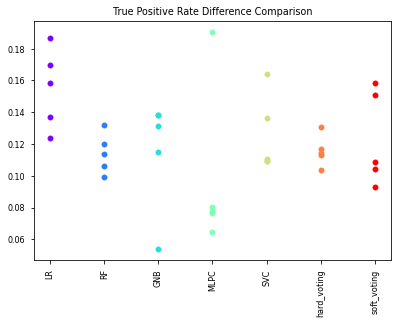 True Positive Rate Difference Comparison
0.18
0.16
0.14
0.12
0.10
0.08
0.06
LR
RF
GNB
MLPC
SVC
hard_voting
soft_voting